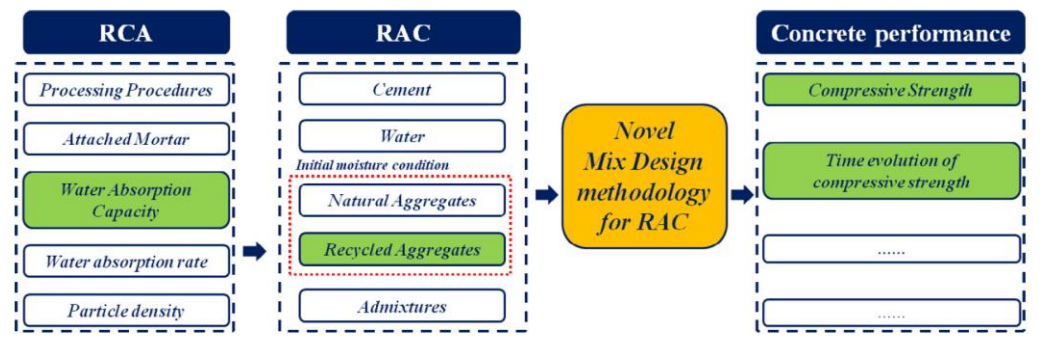 RCA
Processing Procedures
Attached Mortar
Water Absorption
Capacity
Water absorption rate
Particle density
RAC
Cement
Water
Initial moisture condition
Natural Aggregates
Recycled Aggregates
Admixtures
Novel
Mix Design
methodology
for RAC
Concrete performance
Compressive Strength
Time evolution of
compressive strength
......
......